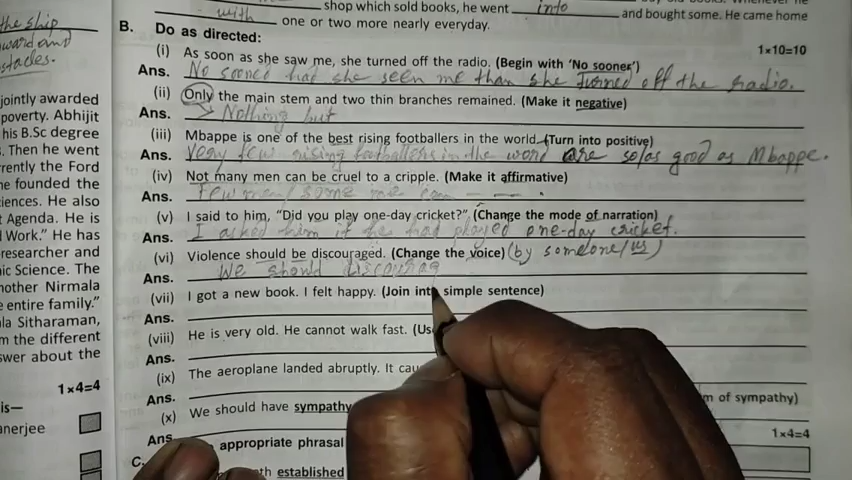 shop which sold books, he went into
with one or two more nearly everyday. and bought some. He came home
the ship
ward and
stacles.
B. Do as directed: 1×10=10
(i) As soon as she saw me, she turned off the radio. (Begin with 'No sooner')
Ans. No sooner had she seen me than she turned off the radio.
(ii) Only the main stem and two thin branches remained. (Make it negative)
Ans. Nothing but
(iii) Mbappe is one of the best rising footballers in the world. (Turn into positive)
Ans. Very few rising footballers in the word are so/as good as Mbappe.
(iv) Not many men can be cruel to a cripple. (Make it affirmative)
Ans. Few men/ some me can - - - .
(v) I said to him, "Did you play one-day cricket?" (Change the mode of narration)
Ans. I asked him if he had played one-day cricket.
(vi) Violence should be discouraged. (Change the voice) (by someone/us)
Ans. We should discourag
(vii) I got a new book. I felt happy. (Join into simple sentence)
Ans.
(viii) He is very old. He cannot walk fast. (Us
Ans.
(ix) The aeroplane landed abruptly. It cau
Ans.
(x) We should have sympathy m of sympathy)
Ans
C. appropriate phrasal 1×4=4
established
jointly awarded
poverty. Abhijit
his B.Sc degree
. Then he went
rently the Ford
he founded the
iences. He also
t Agenda. He is
l Work." He has
researcher and
ic Science. The
nother Nirmala
e entire family."
la Sitharaman,
m the different
swer about the
1×4=4
is—
anerjee